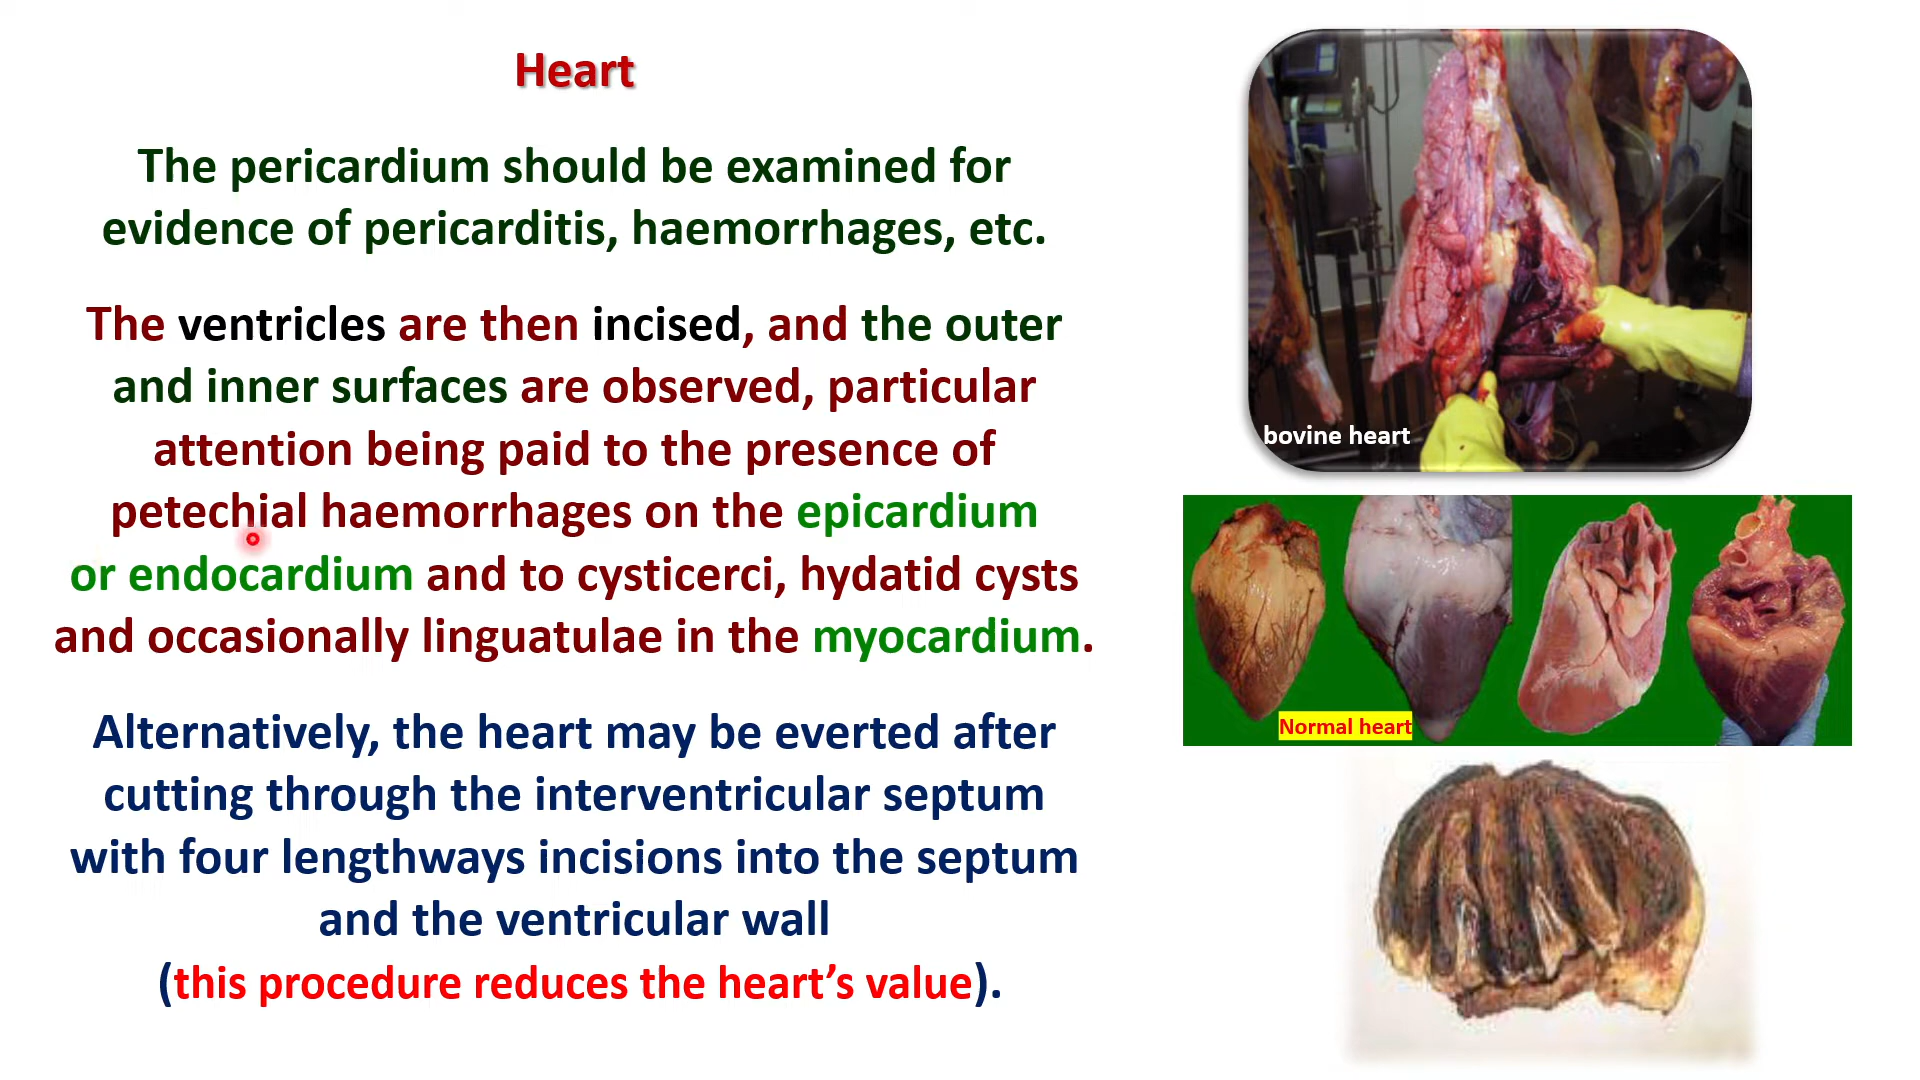 Heart
The pericardium should be examined for
evidence of pericarditis, haemorrhages, etc.
The ventricles are then incised, and the outer
and inner surfaces are observed, particular
attention being paid to the presence of
petechial haemorrhages on the epicardium
or endocardium and to cysticerci, hydatid cysts
and occasionally linguatulae in the myocardium.
Alternatively, the heart may be everted after
cutting through the interventricular septum
with four lengthways incisions into the septum
and the ventricular wall
(this procedure reduces the heart’s value).
bovine heart
Normal heart